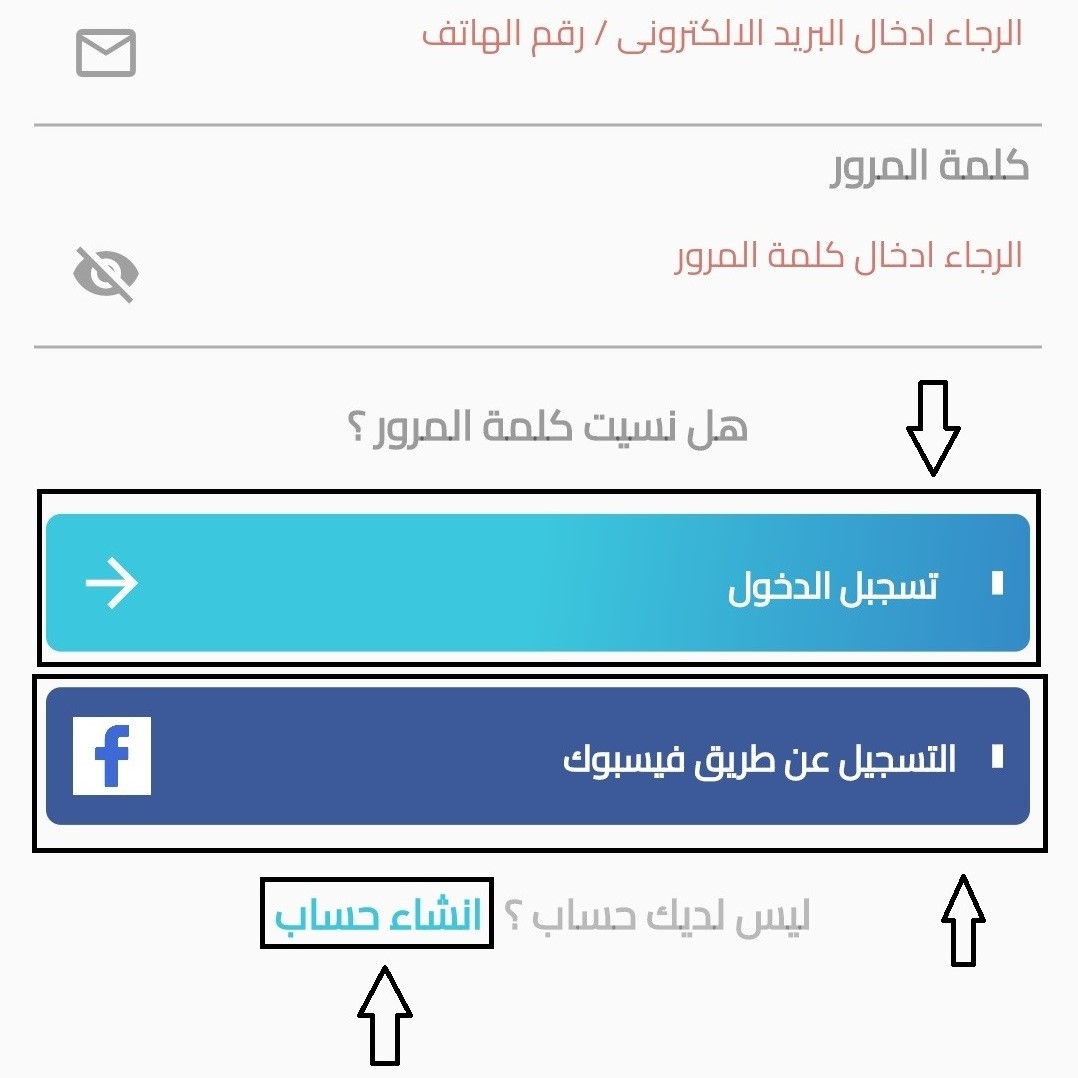 الرجاء ادخال البريد الالكترونى / رقم الهاتف
كلمة المرور
الرجاء ادخال كلمة المرور
هل نسيت كلمة المرور ؟
تسجبل الدخول
التسجيل عن طريق فيسبوك
ليس لديك حساب ؟ انشاء حساب